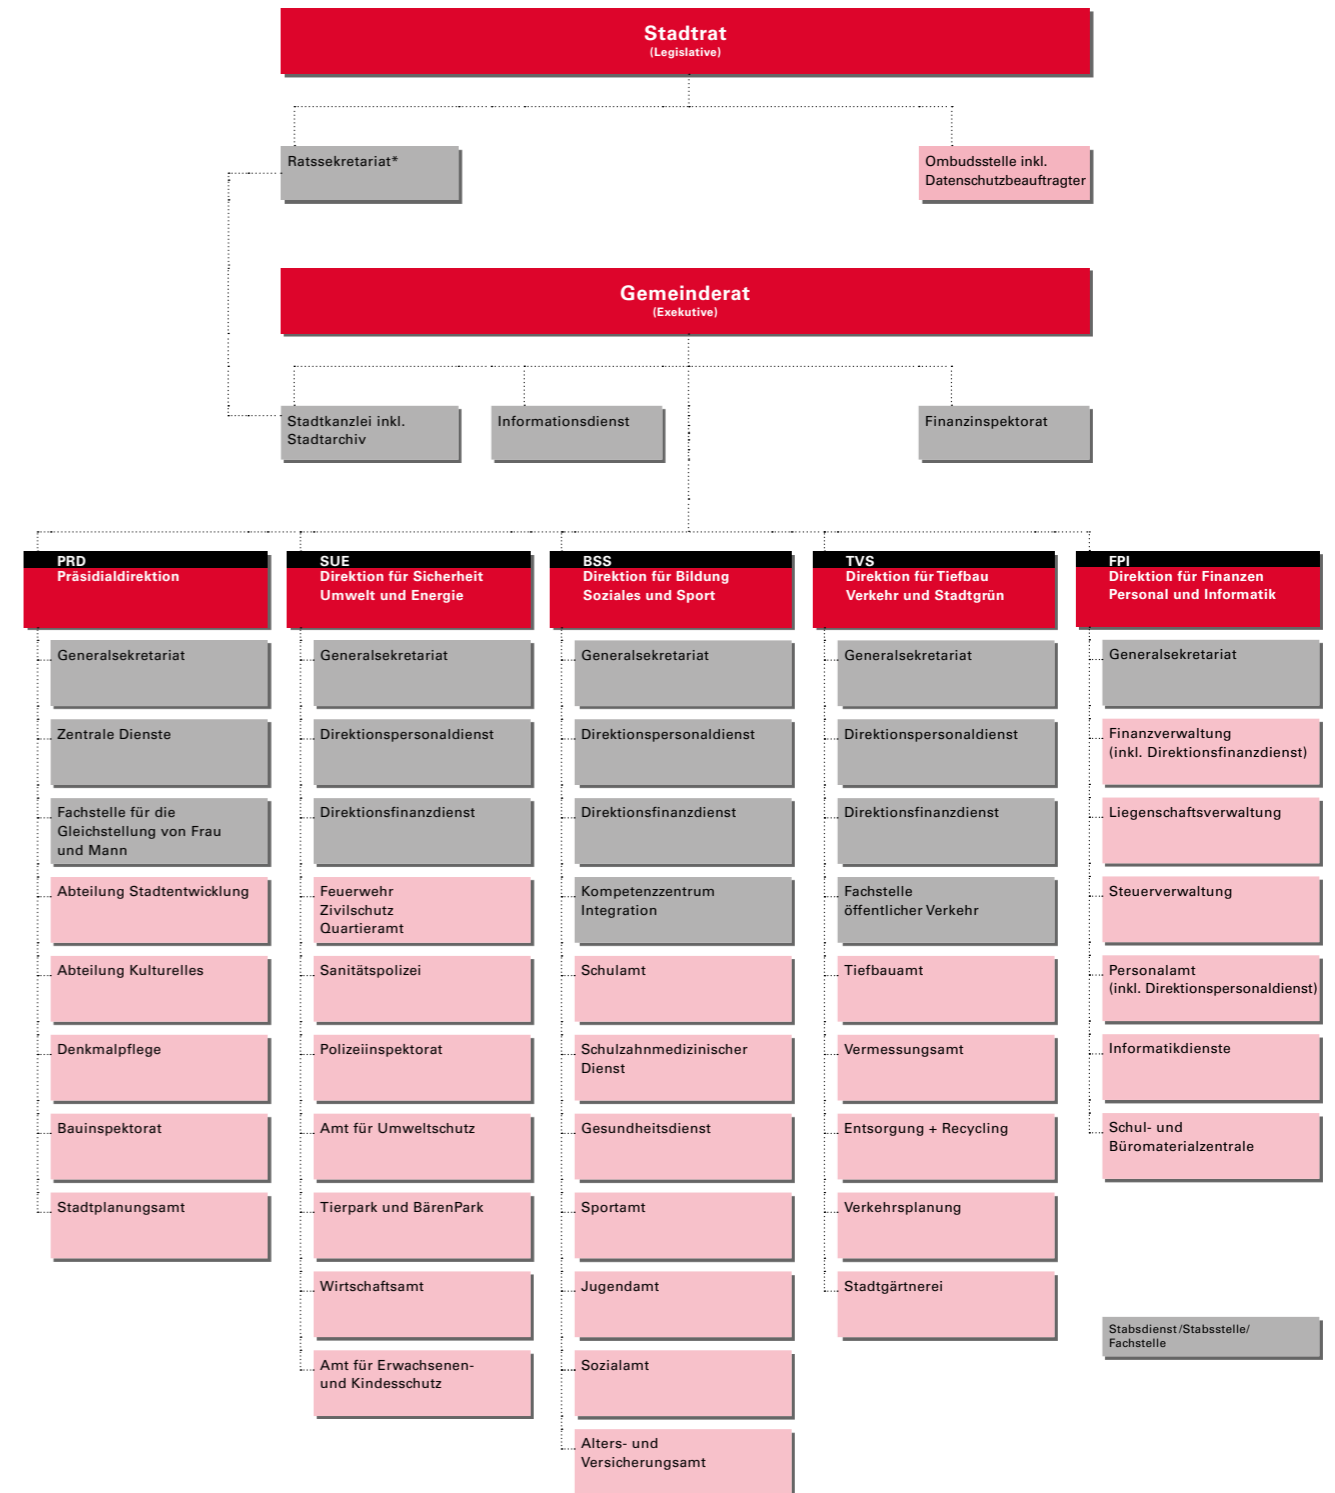 Stadtrat
(Legislative)
Ratssekretariat*
Ombudsstelle inkl.
Datenschutzbeauftragter
Gemeinderat
(Exekutive)
Stadtkanzlei inkl.
Stadtarchiv
Informationsdienst
Finanzinspektorat
PRD
Präsidialdirektion
Generalsekretariat
Zentrale Dienste
Fachstelle für die
Gleichstellung von Frau
und Mann
Abteilung Stadtentwicklung
Abteilung Kulturelles
Denkmalpflege
Bauinspektorat
Stadtplanungsamt
SUE
Direktion für Sicherheit
Umwelt und Energie
Generalsekretariat
Direktionspersonaldienst
Direktionsfinanzdienst
Feuerwehr
Zivilschutz
Quartieramt
Sanitätspolizei
Polizeiinspektorat
Amt für Umweltschutz
Tierpark und BärenPark
Wirtschaftsamt
Amt für Erwachsenen-
und Kindesschutz
BSS
Direktion für Bildung
Soziales und Sport
Generalsekretariat
Direktionspersonaldienst
Direktionsfinanzdienst
Kompetenzzentrum
Integration
Schulamt
Schulzahnmedizinischer
Dienst
Gesundheitsdienst
Sportamt
Jugendamt
Sozialamt
Alters- und
Versicherungsamt
TVS
Direktion für Tiefbau
Verkehr und Stadtgrün
Generalsekretariat
Direktionspersonaldienst
Direktionsfinanzdienst
Fachstelle
öffentlicher Verkehr
Tiefbauamt
Vermessungsamt
Entsorgung + Recycling
Verkehrsplanung
Stadtgärtnerei
FPI
Direktion für Finanzen
Personal und Informatik
Generalsekretariat
Finanzverwaltung
(inkl. Direktionsfinanzdienst)
Liegenschaftsverwaltung
Steuerverwaltung
Personalamt
(inkl. Direktionspersonaldienst)
Informatikdienste
Schul- und
Büromaterialzentrale
Stabsdienst/Stabsstelle/
Fachstelle